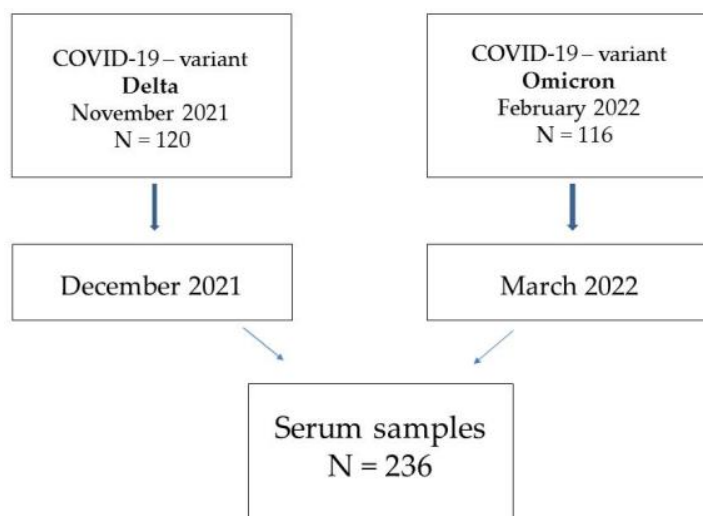 COVID-19 – variant
Delta
November 2021
N = 120
COVID-19 – variant
Omicron
February 2022
N = 116
December 2021
March 2022
Serum samples
N = 236